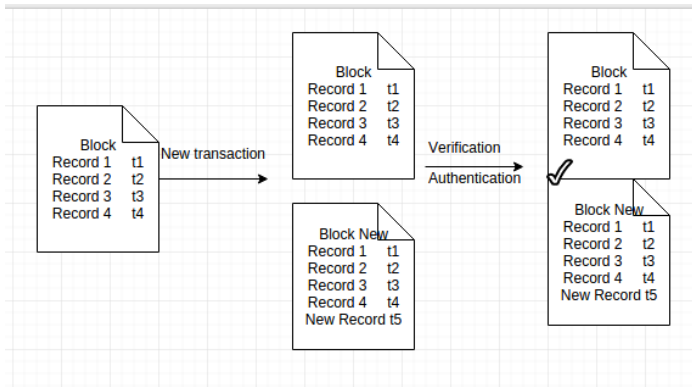 Block
Record 1 t1
Record 2 t2
Record 3 t3
Record 4 t4
New transaction
Block
Record 1 t1
Record 2 t2
Record 3 t3
Record 4 t4
Block New
Record 1 t1
Record 2 t2
Record 3 t3
Record 4 t4
New Record t5
Verification
Authentication
Block
Record 1 t1
Record 2 t2
Record 3 t3
Record 4 t4
Block New
Record 1 t1
Record 2 t2
Record 3 t3
Record 4 t4
New Record t5